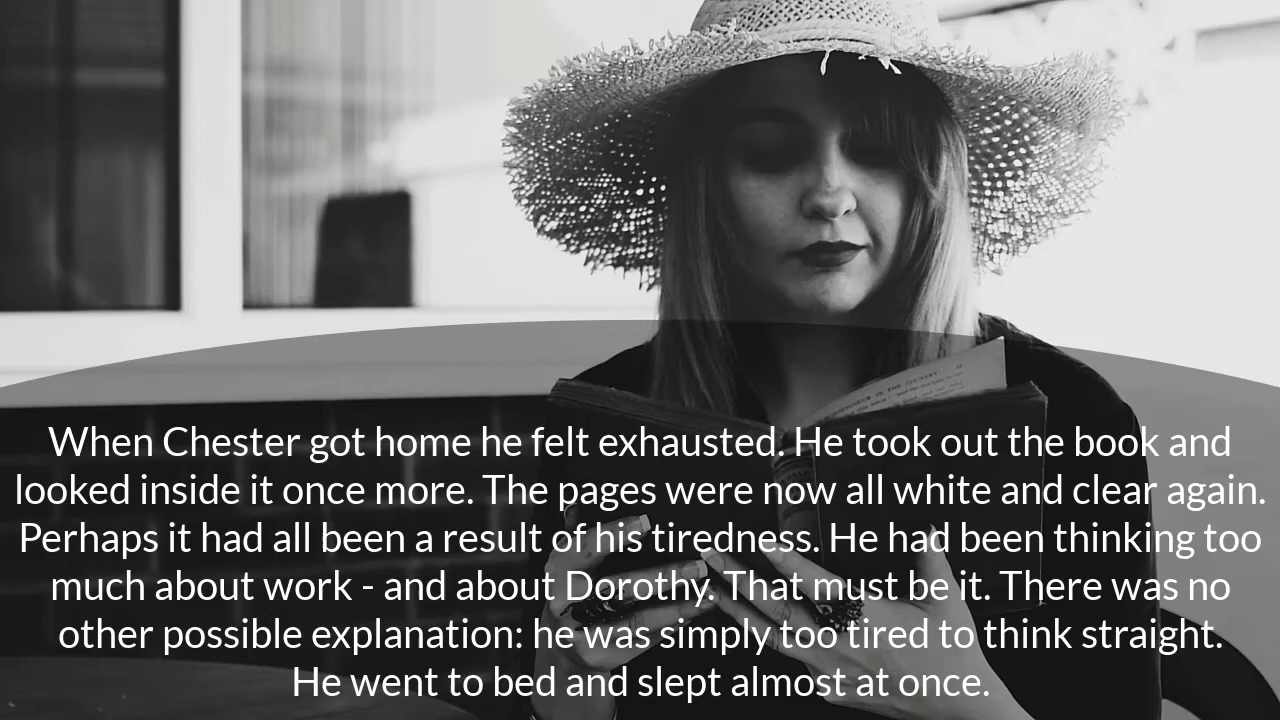 When Chester got home he felt exhausted. He took out the book and
looked inside it once more. The pages were now all white and clear again.
Perhaps it had all been a result of his tiredness. He had been thinking too
much about work - and about Dorothy. That must be it. There was no
other possible explanation: he was simply too tired to think straight.
He went to bed and slept almost at once.